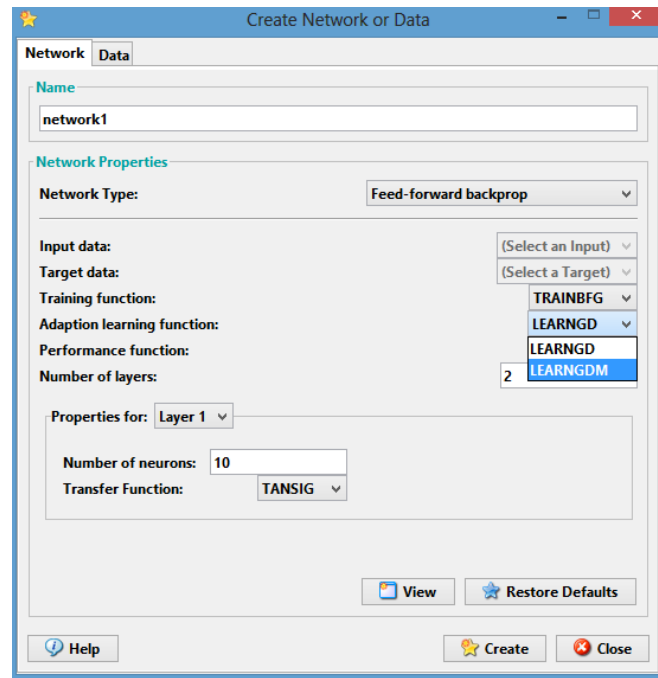 Create Network or Data
Network Data
Name
network1
Network Properties
Network Type: Feed-forward backprop
Input data: (Select an Input)
Target data: (Select a Target)
Training function: TRAINBFG
Adaption learning function: LEARNGD
Performance function: LEARNGD
Number of layers: 2 LEARNGDM
Properties for: Layer 1
Number of neurons: 10
Transfer Function: TANSIG
View Restore Defaults
Help Create Close